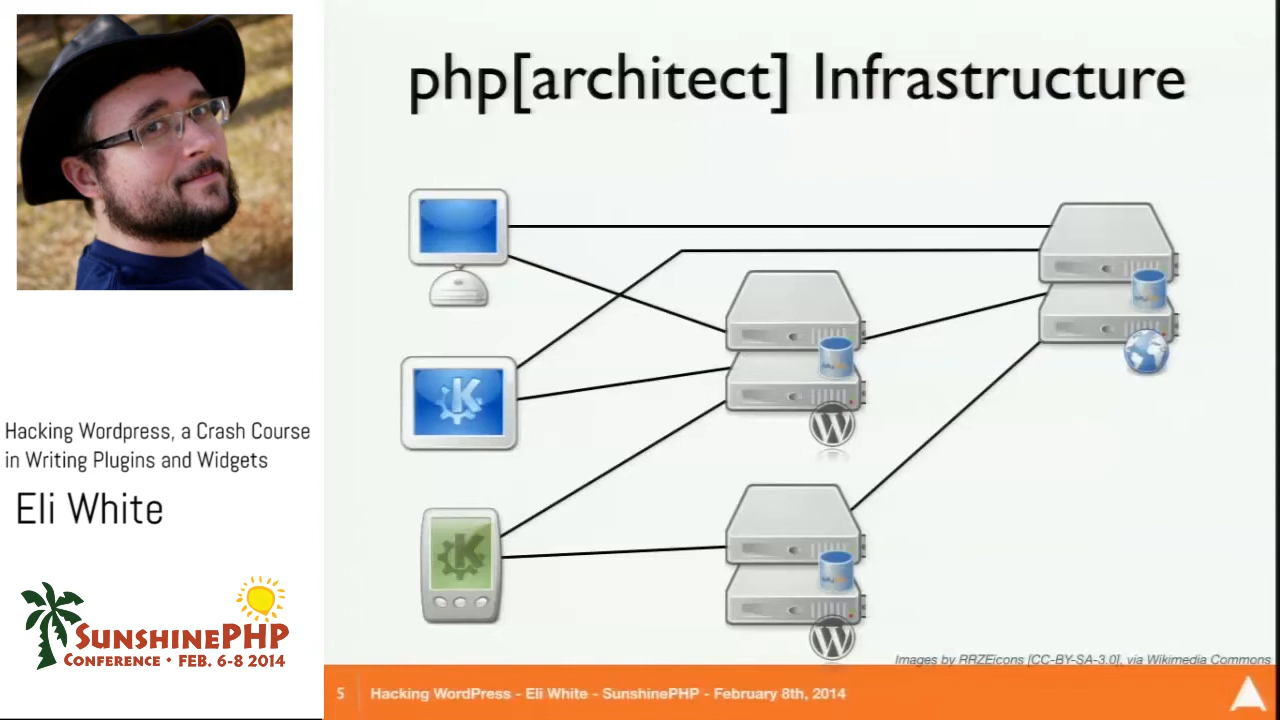 php[architect] Infrastructure
Hacking Wordpress, a Crash Course
in Writing Plugins and Widgets
Eli White
SUNSHINEPHP
CONFERENCE • FEB. 6-8 2014
Images by RRZEicons [CC-BY-SA-3.0], via Wikimedia Commons
5 Hacking WordPress - Eli White - SunshinePHP - February 8th, 2014